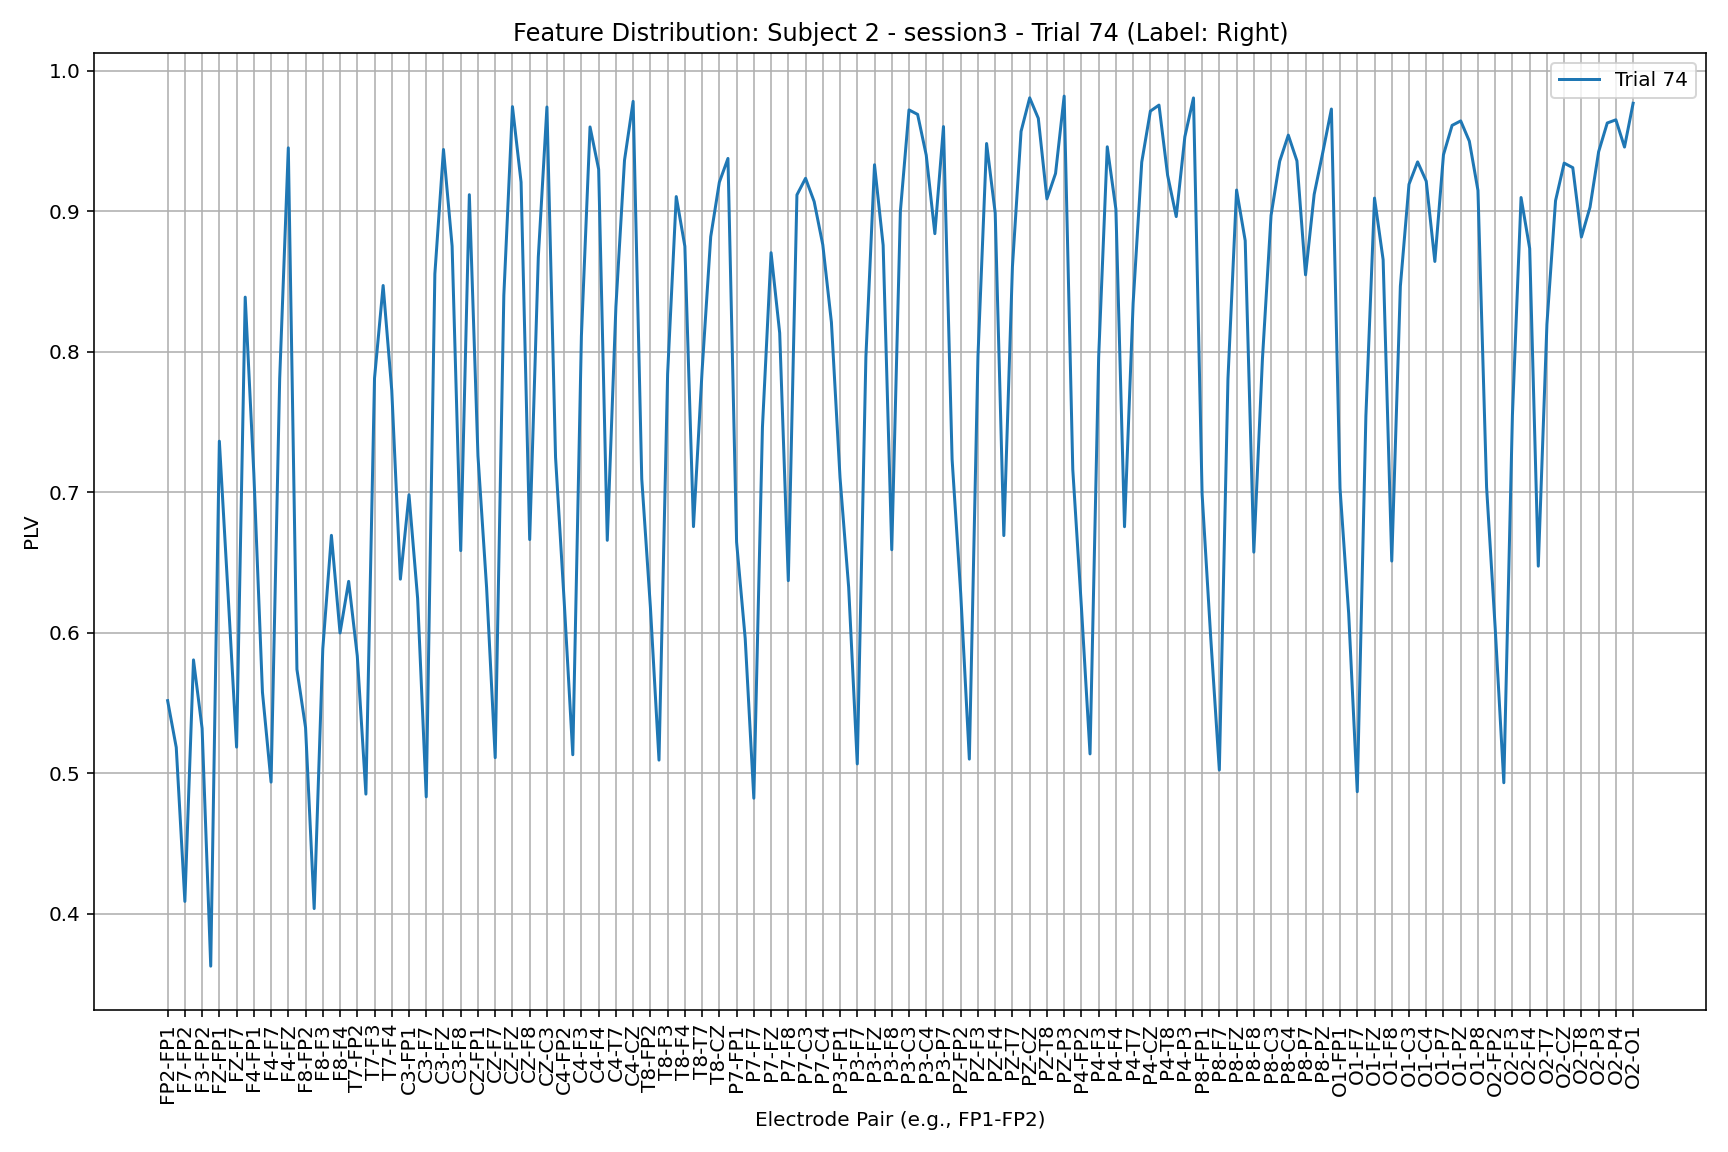 Feature Distribution: Subject 2 - session3 - Trial 74 (Label: Right)
Trial 74
1.0
0.9
0.8
0.7
0.6
0.5
0.4
PLV
FP2-FP1
F7-FP2
F3-FP2
FZ-FP1
FZ-F7
F4-FP1
F4-F7
F4-FZ
F8-FP2
F8-F3
F8-F4
T7-FP2
T7-F3
T7-F4
C3-FP1
C3-F7
C3-FZ
C3-F8
CZ-FP1
CZ-F7
CZ-FZ
CZ-F8
CZ-C3
C4-FP2
C4-F3
C4-F4
C4-T7
C4-CZ
T8-FP2
T8-F3
T8-F4
T8-T7
T8-CZ
P7-FP1
P7-F7
P7-FZ
P7-F8
P7-C3
P7-C4
P3-FP1
P3-F7
P3-FZ
P3-F8
P3-C3
P3-C4
P3-P7
PZ-FP2
PZ-F3
PZ-F4
PZ-T7
PZ-CZ
PZ-T8
PZ-P3
P4-FP2
P4-F3
P4-F4
P4-T7
P4-CZ
P4-T8
P4-P3
P8-FP1
P8-F7
P8-FZ
P8-F8
P8-C3
P8-C4
P8-P7
P8-PZ
O1-FP1
O1-F7
O1-FZ
O1-F8
O1-C3
O1-C4
O1-P7
O1-PZ
O1-P8
O2-FP2
O2-F3
O2-F4
O2-T7
O2-CZ
O2-T8
O2-P3
O2-P4
O2-O1
Electrode Pair (e.g., FP1-FP2)